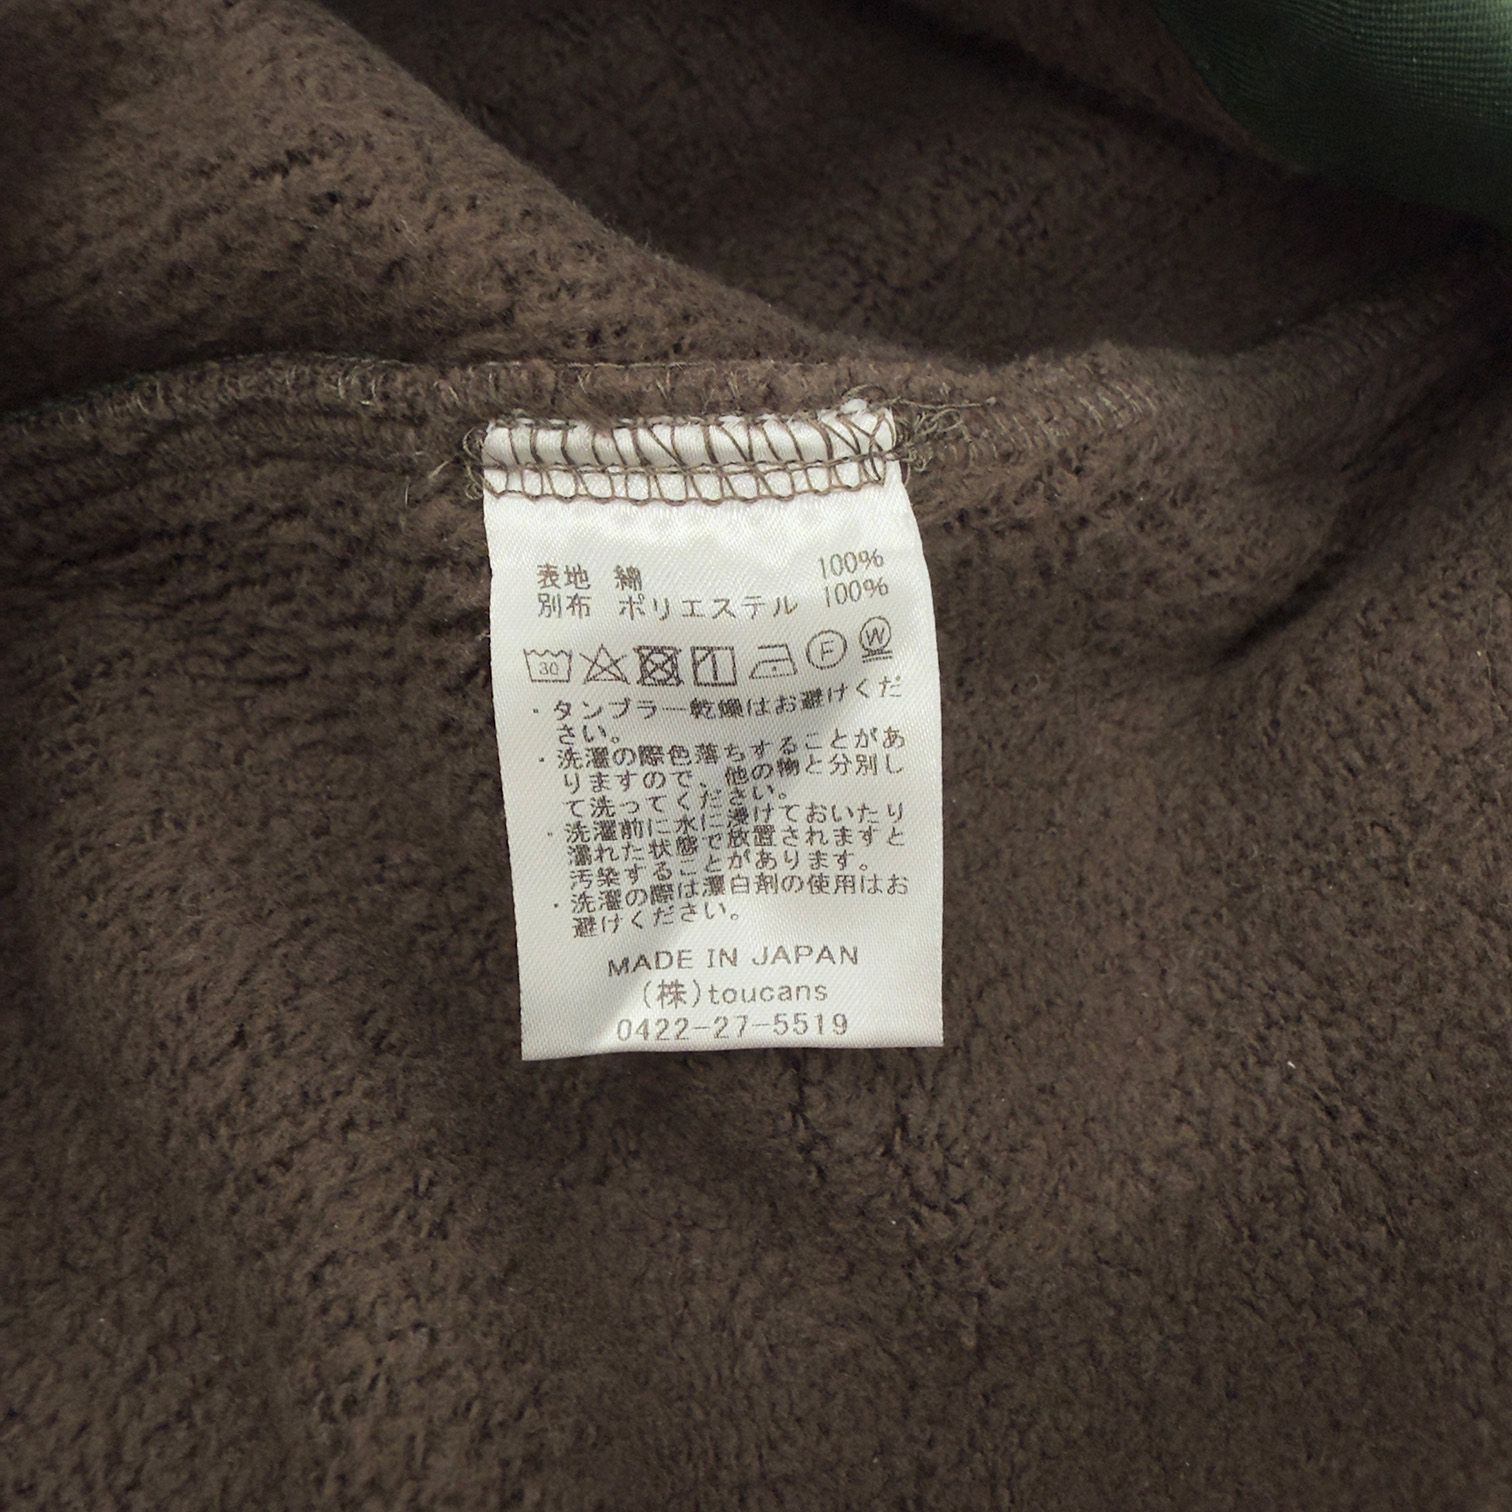 表地 綿 100%
別布 ポリエステル 100%
30 F W
・タンブラー乾燥はお避けくだ
さい。
・洗濯の際色落ちすることがあ
りますので、他の物と分別し
て洗ってください。
・洗濯前に水に浸けておいたり
濡れた状態で放置されますと
汚染することがあります。
・洗濯の際は漂白剤の使用はお
避けください。
MADE IN JAPAN
(株)toucans
0422-27-5519